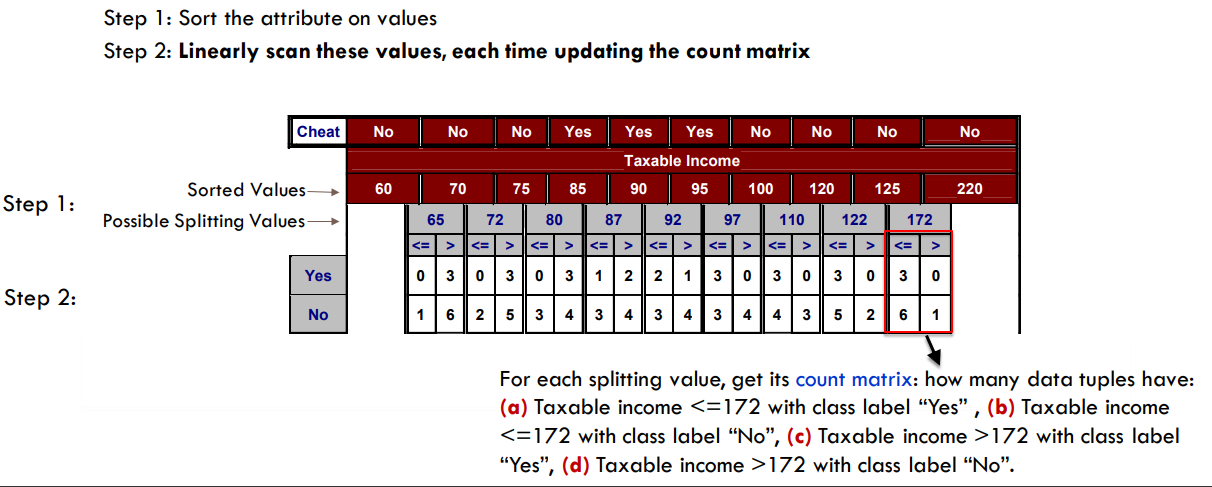 Step 1: Sort the attribute on values
Step 2: Linearly scan these values, each time updating the count matrix
Cheat No No No Yes Yes Yes No No No No
Taxable Income
Step 1:
Sorted Values 60 70 75 85 90 95 100 120 125 220
Possible Splitting Values 65 72 80 87 92 97 110 122 172
<= > <= > <= > <= > <= > <= > <= > <= > <= >
Step 2:
Yes 0 3 0 3 0 3 1 2 2 1 3 0 3 0 3 0 3 0
No 1 6 2 5 3 4 3 4 3 4 3 4 4 3 5 2 6 1
For each splitting value, get its count matrix: how many data tuples have:
(a) Taxable income <=172 with class label “Yes” , (b) Taxable income
<=172 with class label “No”, (c) Taxable income >172 with class label
“Yes”, (d) Taxable income >172 with class label “No”.